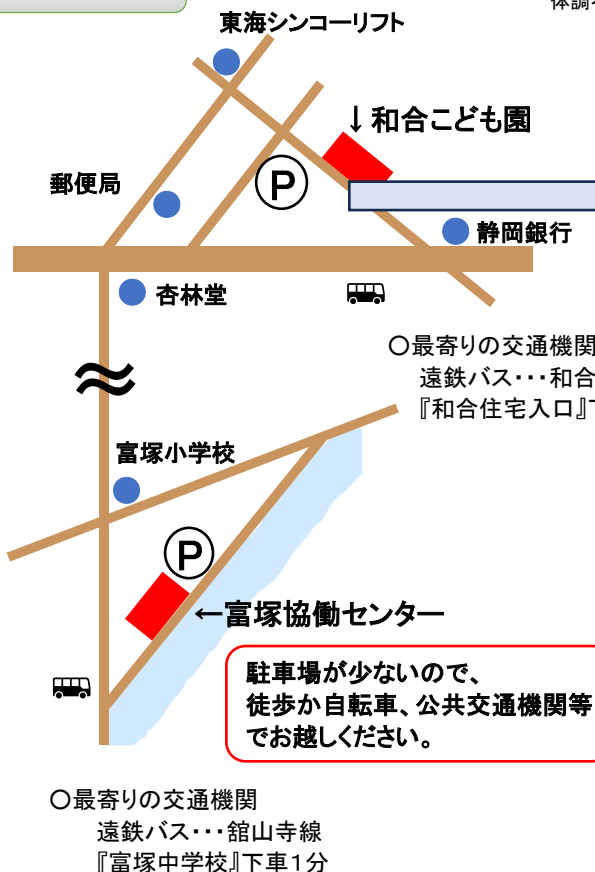 体調
東海シンコーリフト
↓和合こども園
郵便局
P
静岡銀行
杏林堂
〇最寄りの交通機関
遠鉄バス・・・和合
『和合住宅入口』
富塚小学校
P
←富塚協働センター
駐車場が少ないので、
徒歩か自転車、公共交通機関等
でお越しください。
〇最寄りの交通機関
遠鉄バス・・・舘山寺線
『富塚中学校』下車1分